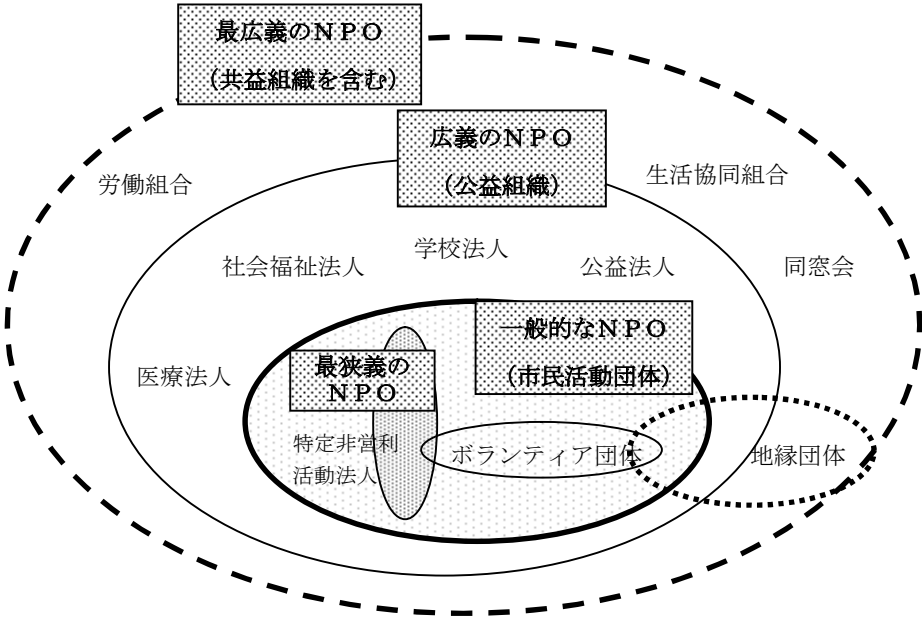 最広義のNPO
（共益組織を含む）
広義のNPO
（公益組織）
労働組合
生活協同組合
学校法人
社会福祉法人
公益法人
同窓会
一般的なNPO
（市民活動団体）
最狭義の
NPO
医療法人
特定非営利
活動法人
ボランティア団体
地縁団体